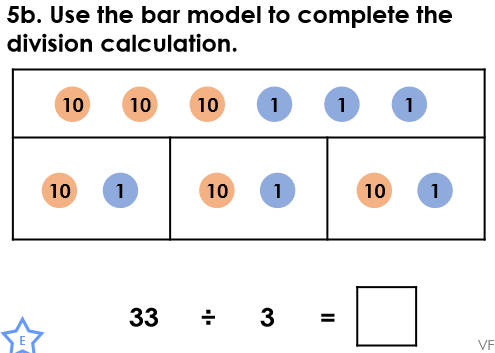 5b. Use the bar model to complete the
division calculation.
10 10 10 1 1 1
10 1 10 1 10 1
33 ÷ 3 =
E
VF